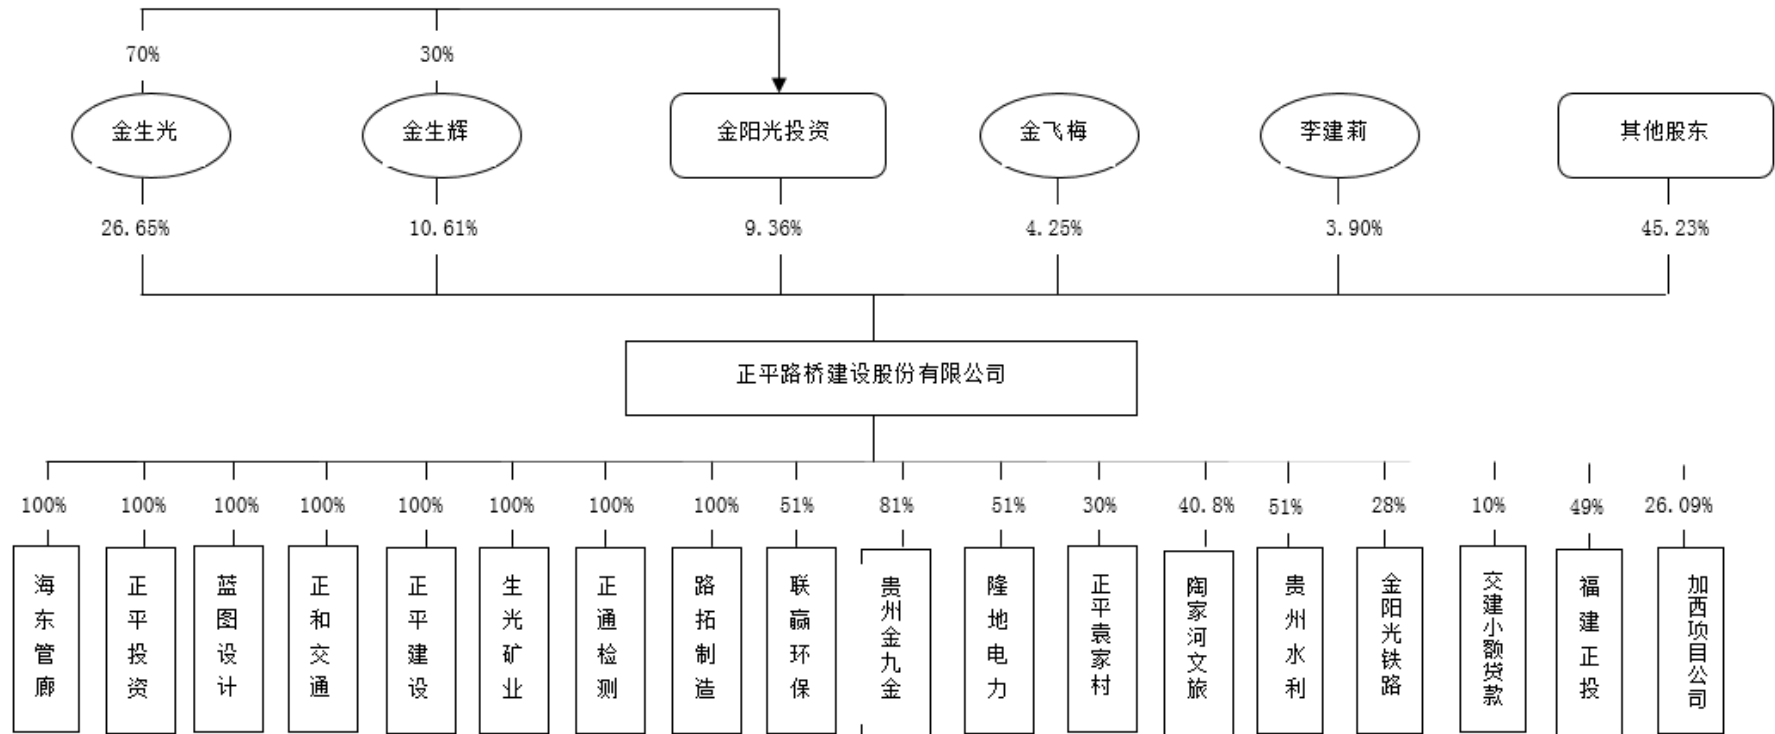 70%
30%
金生光
金生辉
金阳光投资
金飞梅
李建莉
其他股东
26.65%
10.61%
9.36%
4.25%
3.90%
45.23%
正平路桥建设股份有限公司
100%
100%
100%
100%
100%
100%
100%
100%
51%
81%
51%
30%
40.8%
51%
28%
10%
49%
26.09%
海东管廊
正平投资
蓝图设计
正和交通
正平建设
生光矿业
正通检测
路拓制造
联赢环保
贵州金九金
隆地电力
正平袁家村
陶家河文旅
贵州水利
金阳光铁路
交建小额贷款
福建正投
加西项目公司